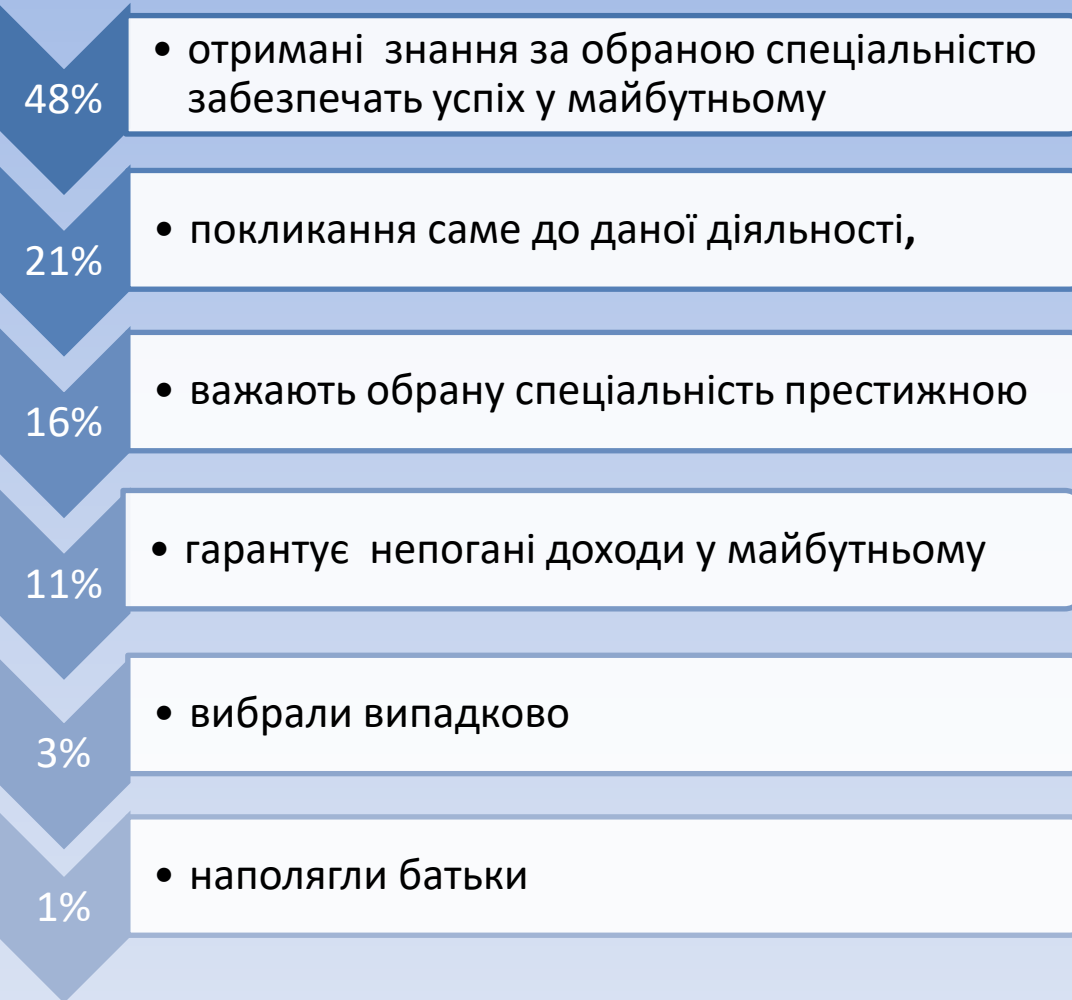 48%
• отримані знання за обраною спеціальністю
забезпечать успіх у майбутньому
21%
• покликання саме до даної діяльності,
16%
• важають обрану спеціальність престижною
11%
• гарантує непогані доходи у майбутньому
3%
• вибрали випадково
1%
• наполягли батьки